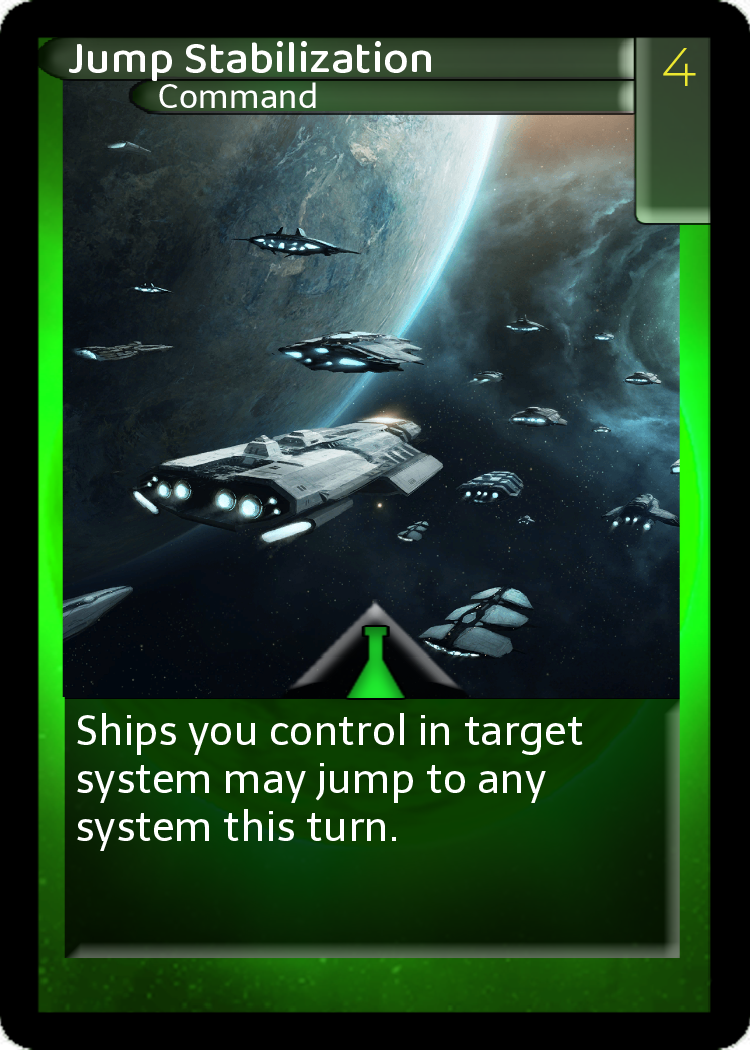 Jump Stabilization
4
Command
Ships you control in target
system may jump to any
system this turn.